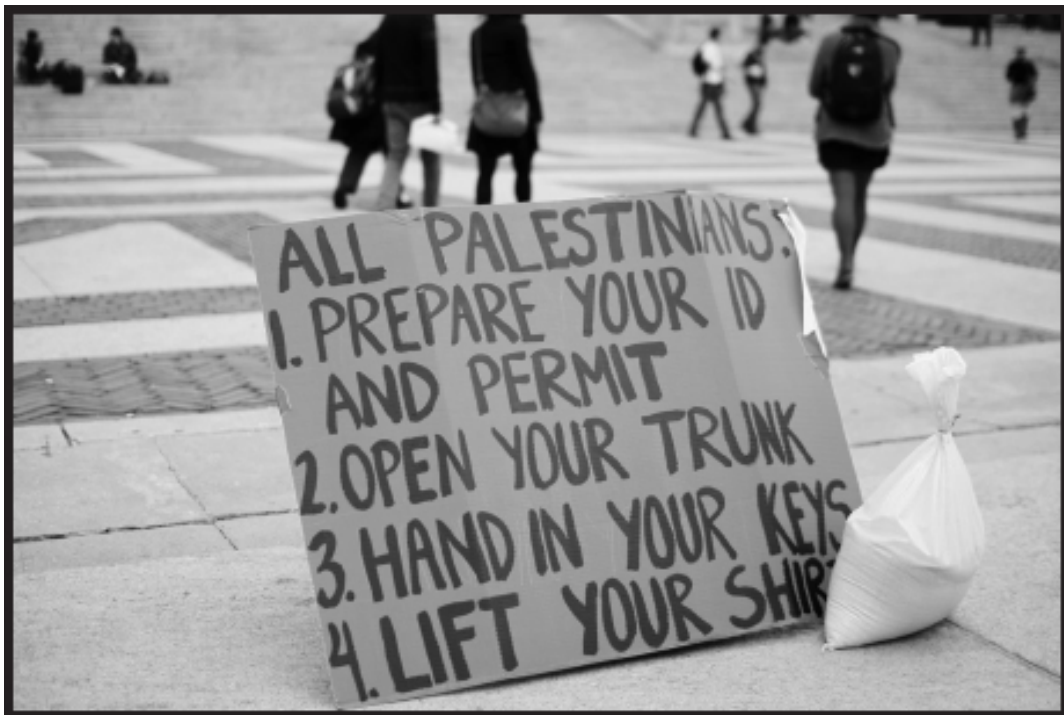 ALL PALESTINIANS:
1. PREPARE YOUR ID
AND PERMIT
2. OPEN YOUR TRUNK
3. HAND IN YOUR KEYS
4. LIFT YOUR SHIRT